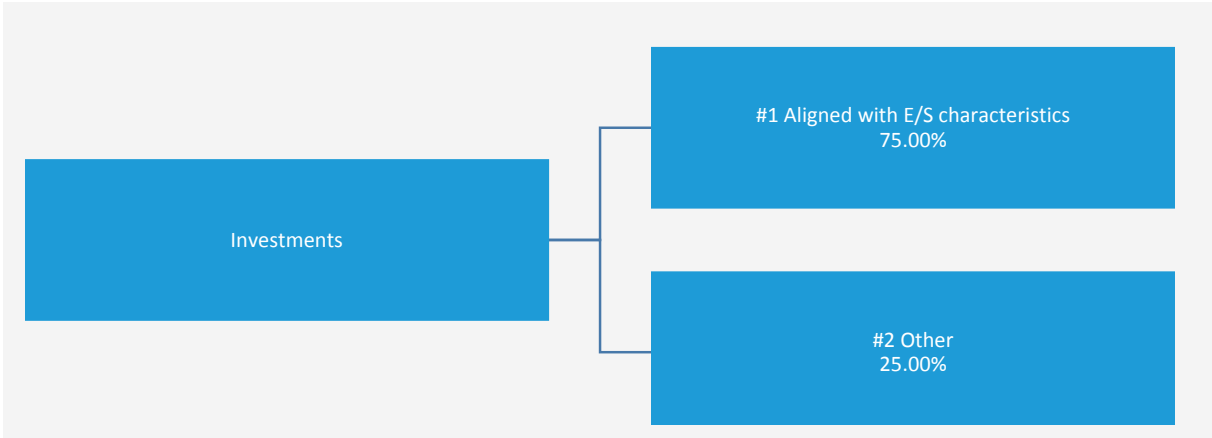 #1 Aligned with E/S characteristics
75.00%
Investments
#2 Other
25.00%